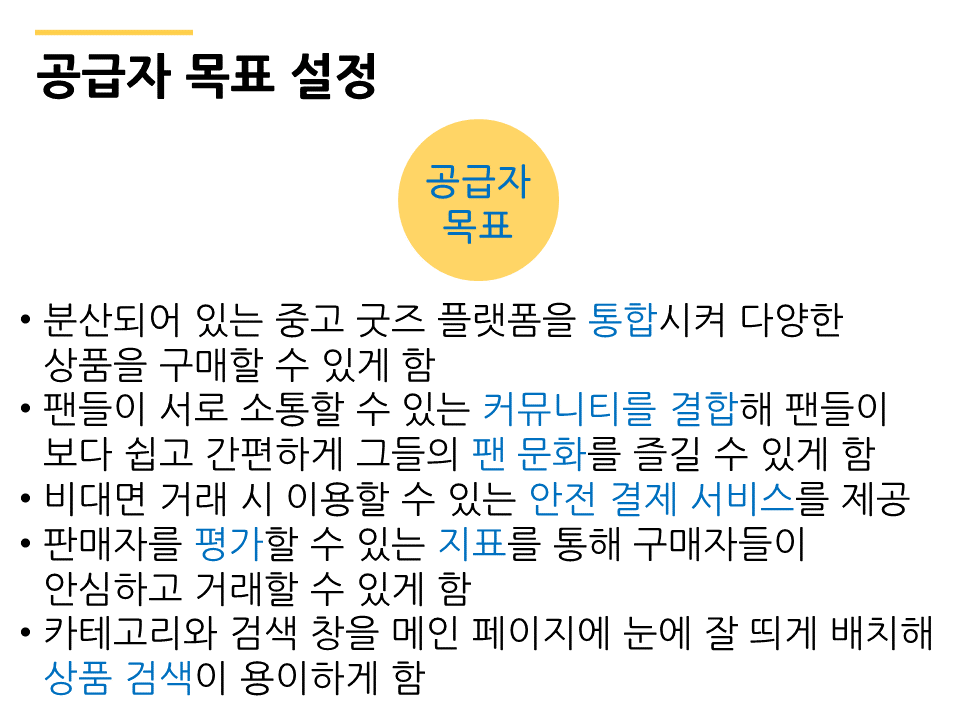 공급자 목표 설정
공급자
목표
• 분산되어 있는 중고 굿즈 플랫폼을 통합시켜 다양한
상품을 구매할 수 있게 함
• 팬들이 서로 소통할 수 있는 커뮤니티를 결합해 팬들이
보다 쉽고 간편하게 그들의 팬 문화를 즐길 수 있게 함
• 비대면 거래 시 이용할 수 있는 안전 결제 서비스를 제공
• 판매자를 평가할 수 있는 지표를 통해 구매자들이
안심하고 거래할 수 있게 함
• 카테고리와 검색 창을 메인 페이지에 눈에 잘 띄게 배치해
상품 검색이 용이하게 함